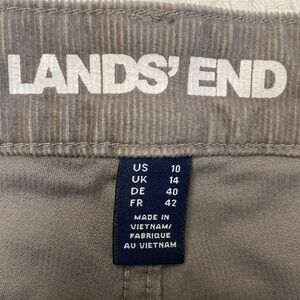 LANDS' END
US 10
UK 14
DE 40
FR 42
MADE IN
VIETNAM/
FABRIQUE
AU VIETNAM